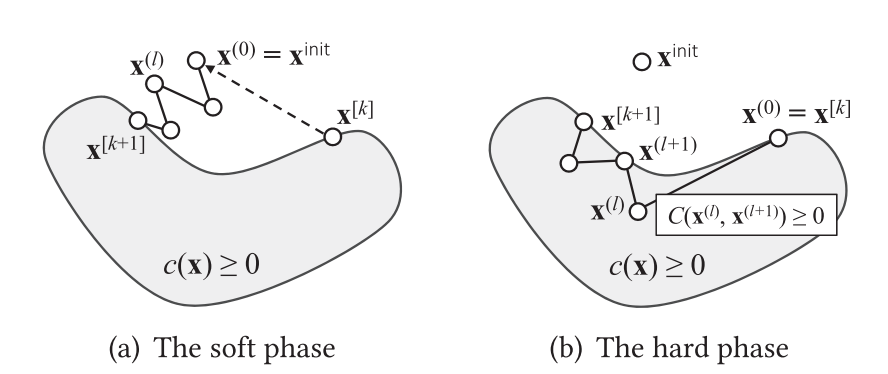 x^(l)
x^(0) = x^init
x^[k]
x^[k+1]
c(x) ≥ 0
(a) The soft phase
x^init
x^[k+1]
x^(0) = x^[k]
x^(l+1)
x^(l)
C(x^(l), x^(l+1)) ≥ 0
c(x) ≥ 0
(b) The hard phase